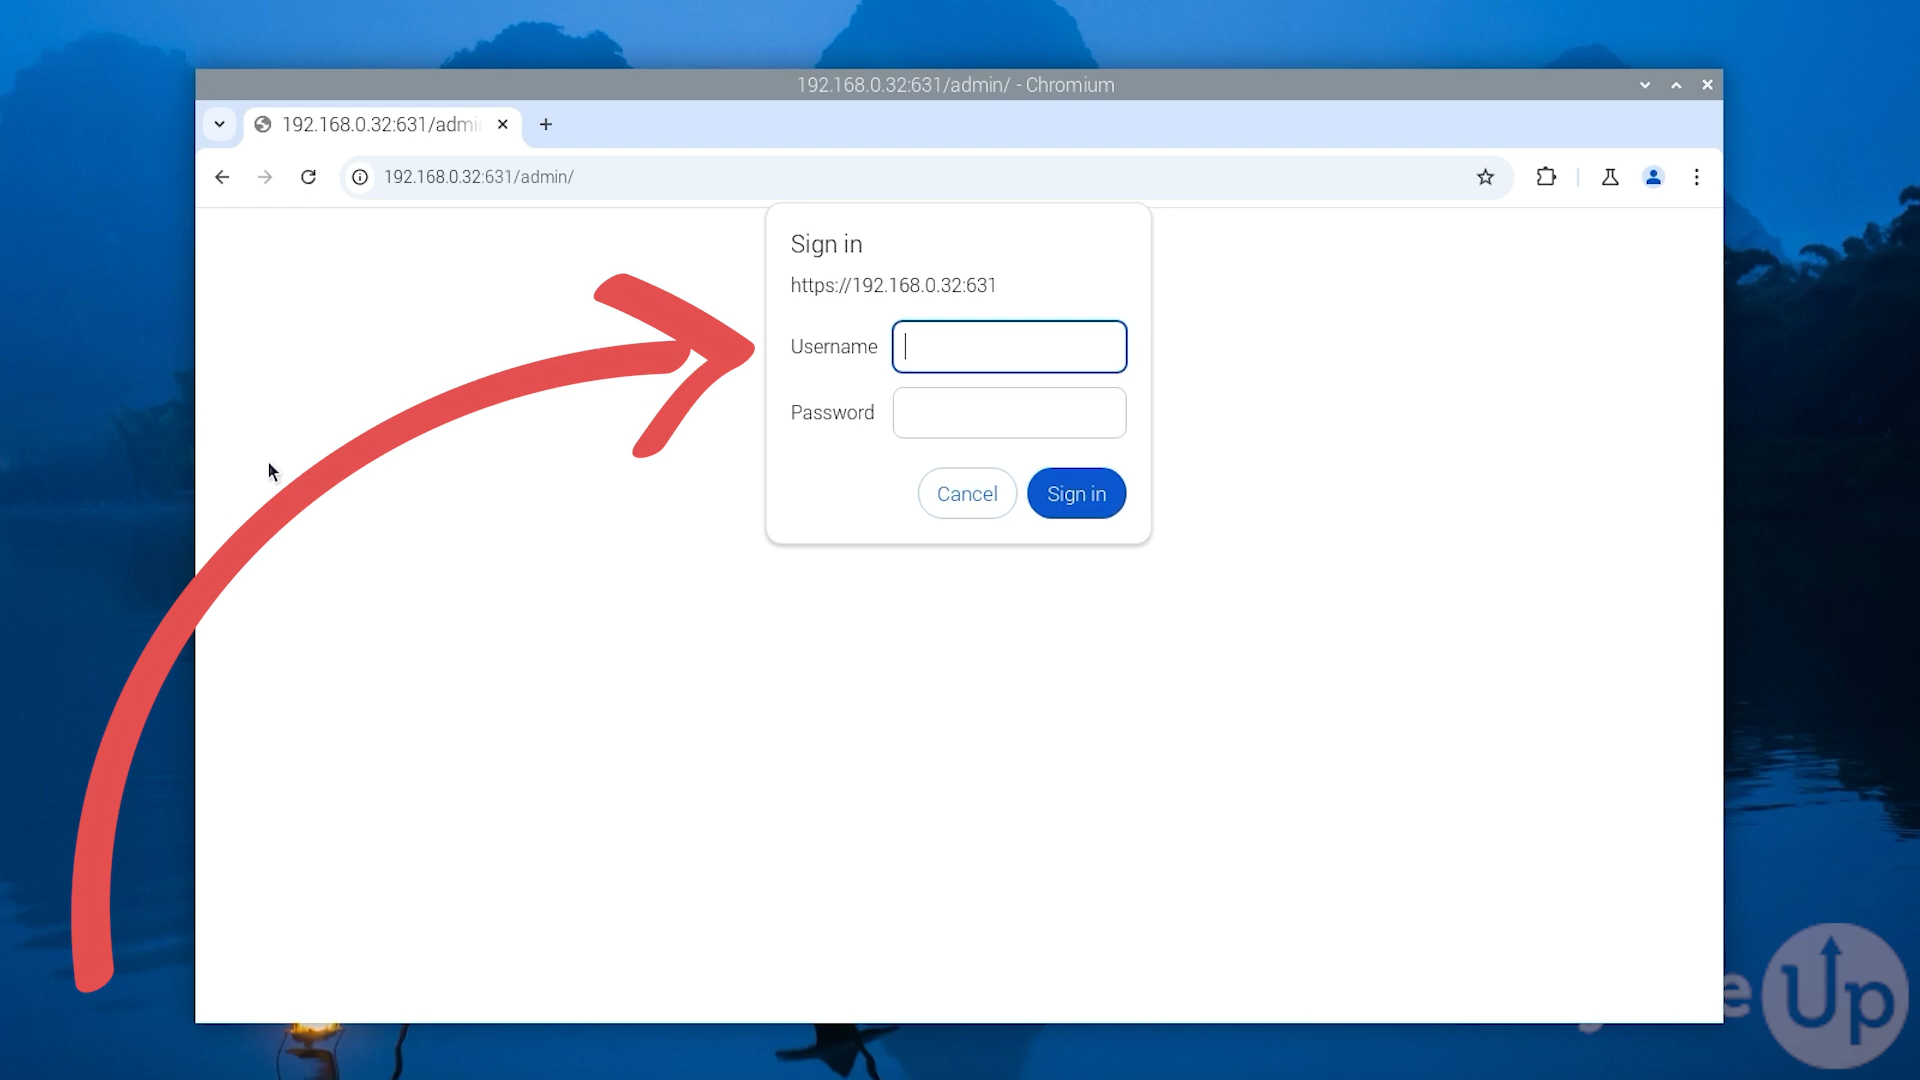 192.168.0.32:631/admin/ - Chromium
192.168.0.32:631/admi
192.168.0.32:631/admin/
Sign in
https://192.168.0.32:631
Username
Password
Cancel
Sign in
e Up